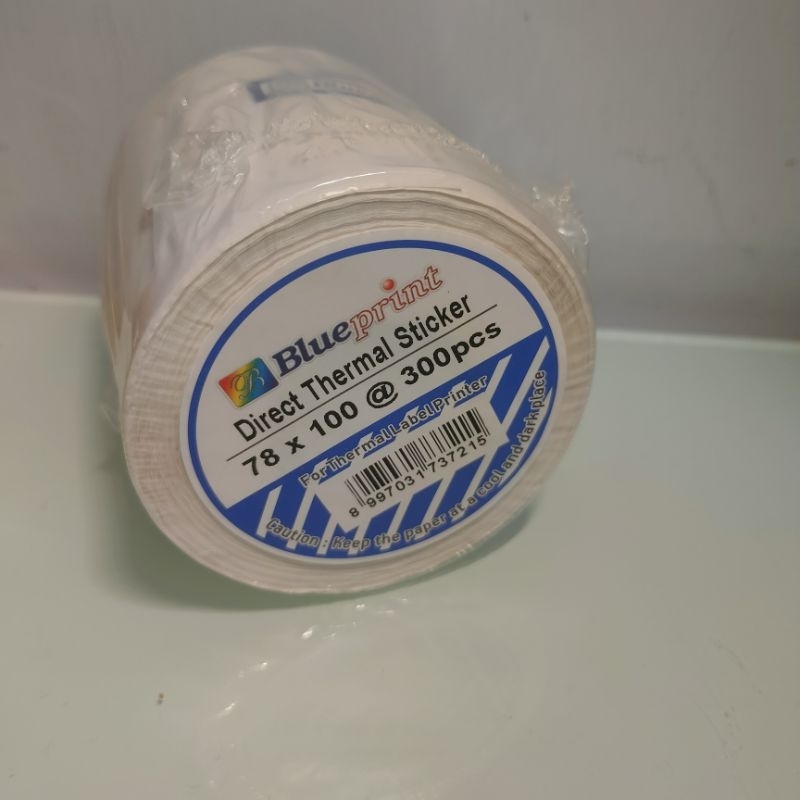 Blueprint
Direct Thermal Sticker
78 x 100 @ 300pcs
For Thermal Label Printer
8 997031 737215
Caution : Keep the paper at a cool and dark place